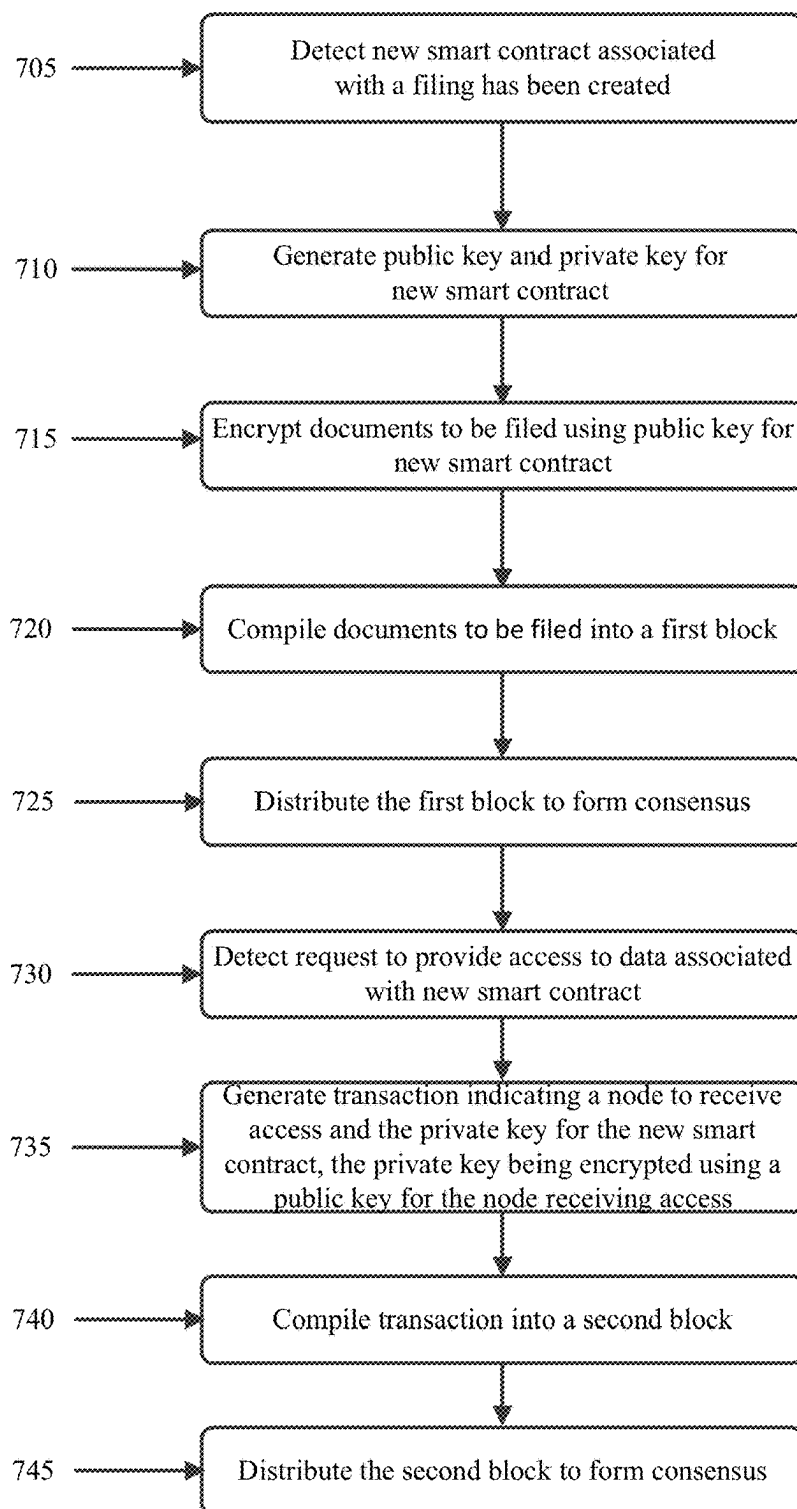 705
Detect new smart contract associated
with a filing has been created
710
Generate public key and private key for
new smart contract
715
Encrypt documents to be filed using public key for
new smart contract
720
Compile documents to be filed into a first block
725
Distribute the first block to form consensus
730
Detect request to provide access to data associated
with new smart contract
735
Generate transaction indicating a node to receive
access and the private key for the new smart
contract, the private key being encrypted using a
public key for the node receiving access
740
Compile transaction into a second block
745
Distribute the second block to form consensus